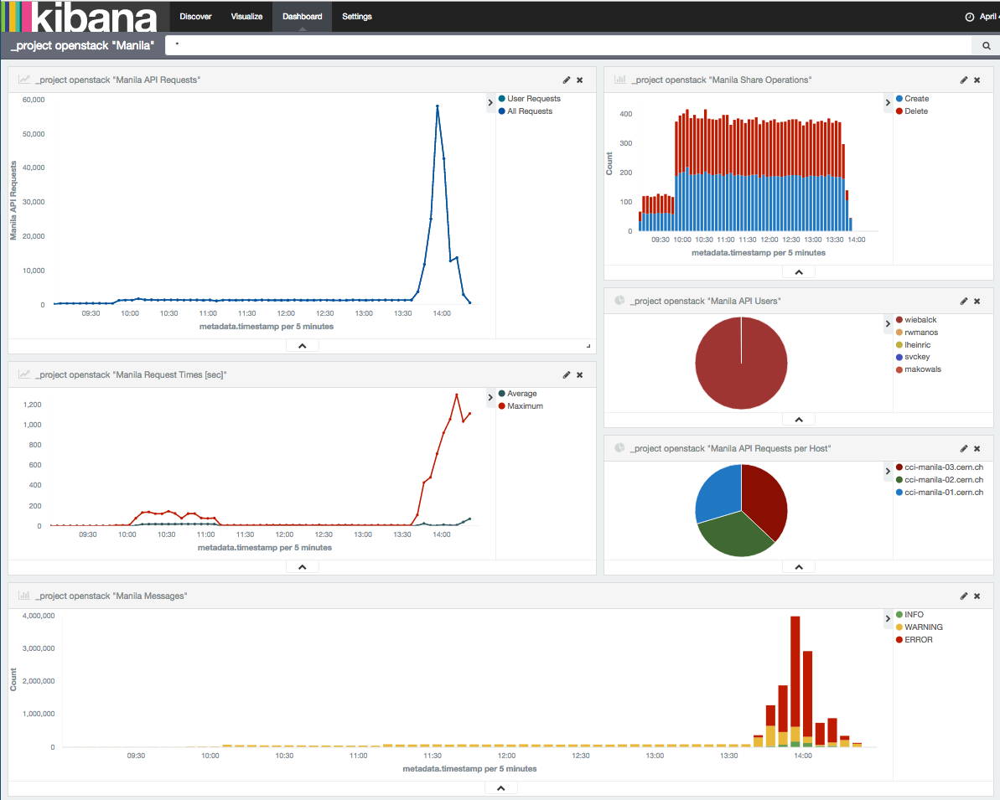 kibana
Discover Visualize Dashboard Settings
April
_project openstack "Manila"
*
_project openstack "Manila API Requests"
60,000
50,000
40,000
30,000
20,000
10,000
0
Manila API Requests
09:30 10:00 10:30 11:00 11:30 12:00 12:30 13:00 13:30 14:00
metadata.timestamp per 5 minutes
User Requests
All Requests
_project openstack "Manila Share Operations"
400
300
200
100
0
Count
09:30 10:00 10:30 11:00 11:30 12:00 12:30 13:00 13:30 14:00
metadata.timestamp per 5 minutes
Create
Delete
_project openstack "Manila API Users"
wiebalck
rwmanos
lheinric
svckey
makowals
_project openstack "Manila Request Times [sec]"
1,200
1,000
800
600
400
200
0
09:30 10:00 10:30 11:00 11:30 12:00 12:30 13:00 13:30 14:00
metadata.timestamp per 5 minutes
Average
Maximum
_project openstack "Manila API Requests per Host"
cci-manila-03.cern.ch
cci-manila-02.cern.ch
cci-manila-01.cern.ch
_project openstack "Manila Messages"
4,000,000
3,000,000
2,000,000
1,000,000
0
Count
09:30 10:00 10:30 11:00 11:30 12:00 12:30 13:00 13:30 14:00
metadata.timestamp per 5 minutes
INFO
WARNING
ERROR